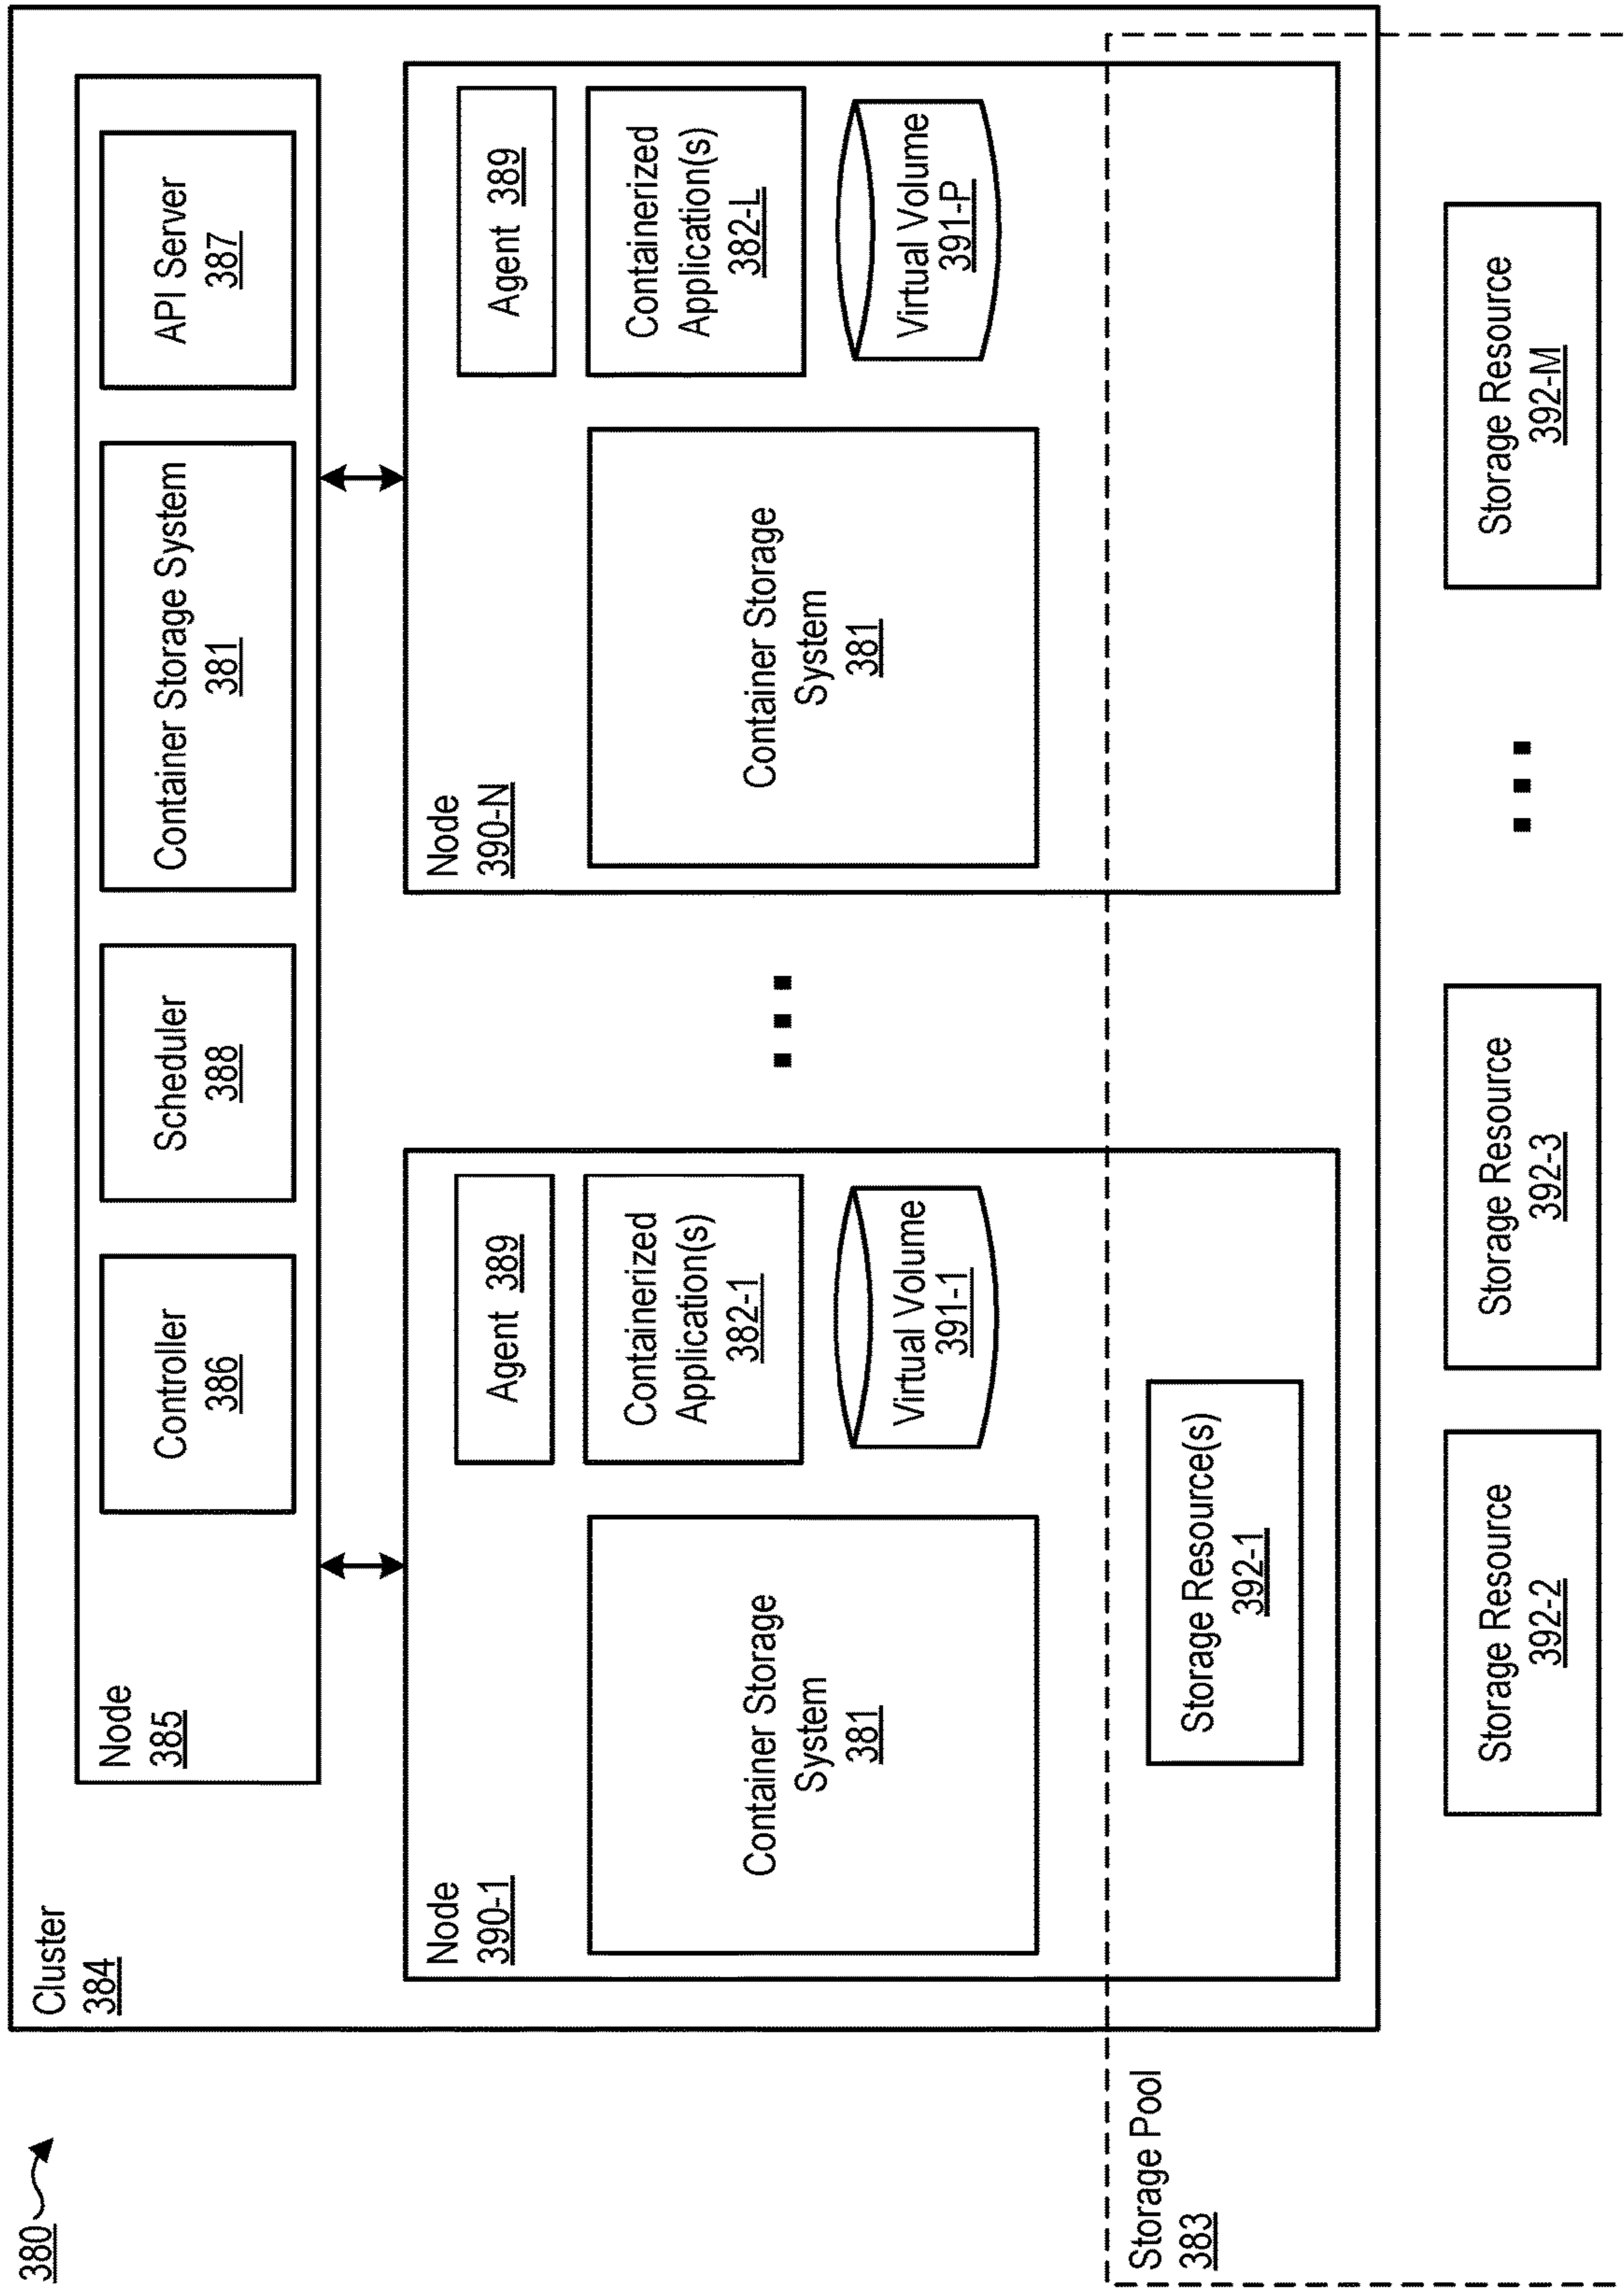 380
Cluster
384
Node
385
Controller
386
Scheduler
388
Container Storage System
381
API Server
387
Node
390-1
Agent 389
Containerized
Application(s)
382-1
Container Storage
System
381
Virtual Volume
391-1
Storage Resource(s)
392-1
Node
390-N
Agent 389
Containerized
Application(s)
382-L
Container Storage
System
381
Virtual Volume
391-P
Storage Pool
383
Storage Resource
392-2
Storage Resource
392-3
Storage Resource
392-M